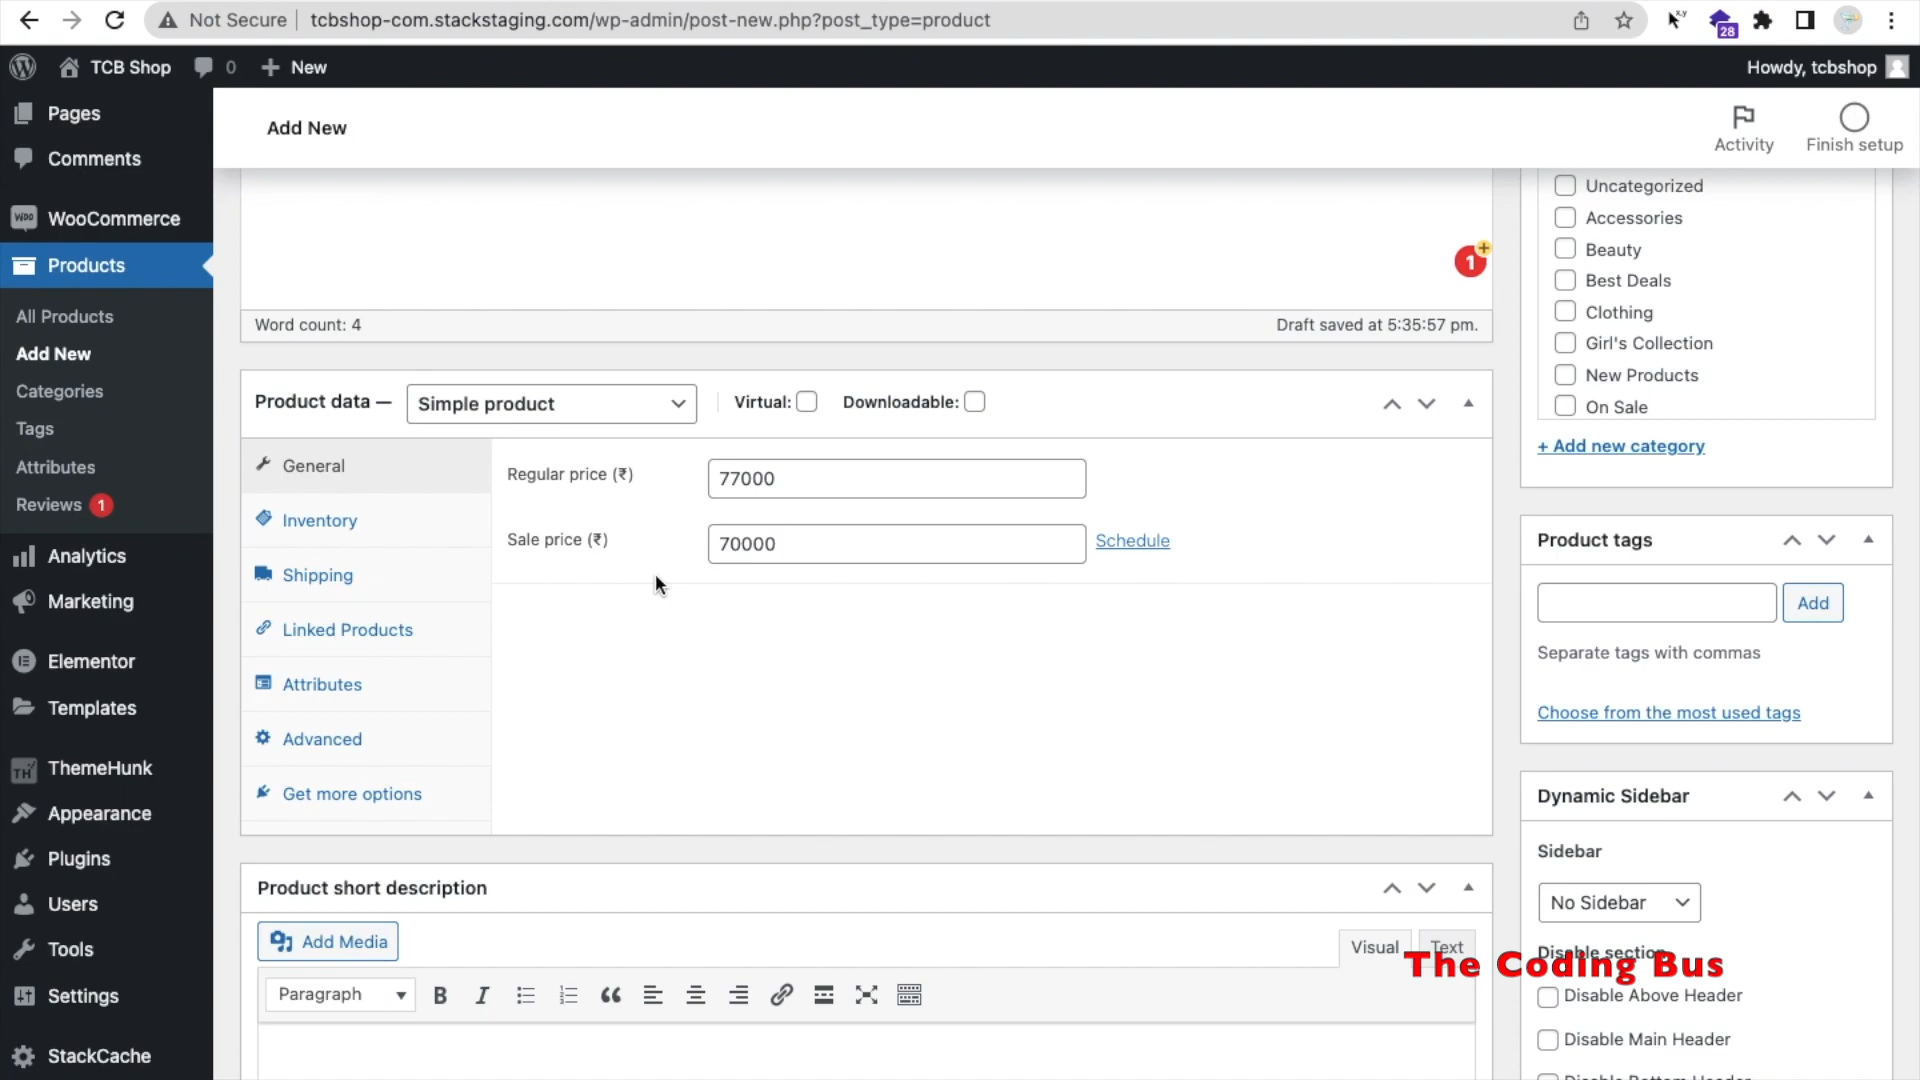 Not Secure
tcbshop-com.stackstaging.com/wp-admin/post-new.php?post_type=product
28
TCB Shop
0
New
Howdy, tcbshop
Pages
Comments
WooCommerce
Products
All Products
Add New
Categories
Tags
Attributes
Reviews 1
Analytics
Marketing
Elementor
Templates
ThemeHunk
Appearance
Plugins
Users
Tools
Settings
StackCache
Add New
Activity
Finish setup
1
Word count: 4
Draft saved at 5:35:57 pm.
Product data —
Simple product
Virtual:
Downloadable:
General
Inventory
Shipping
Linked Products
Attributes
Advanced
Get more options
Regular price (₹)
77000
Sale price (₹)
70000
Schedule
Product short description
Add Media
Visual
Text
Paragraph
B
I
Uncategorized
Accessories
Beauty
Best Deals
Clothing
Girl's Collection
New Products
On Sale
+ Add new category
Product tags
Add
Separate tags with commas
Choose from the most used tags
Dynamic Sidebar
Sidebar
No Sidebar
Disable section
The Coding Bus
Disable Above Header
Disable Main Header